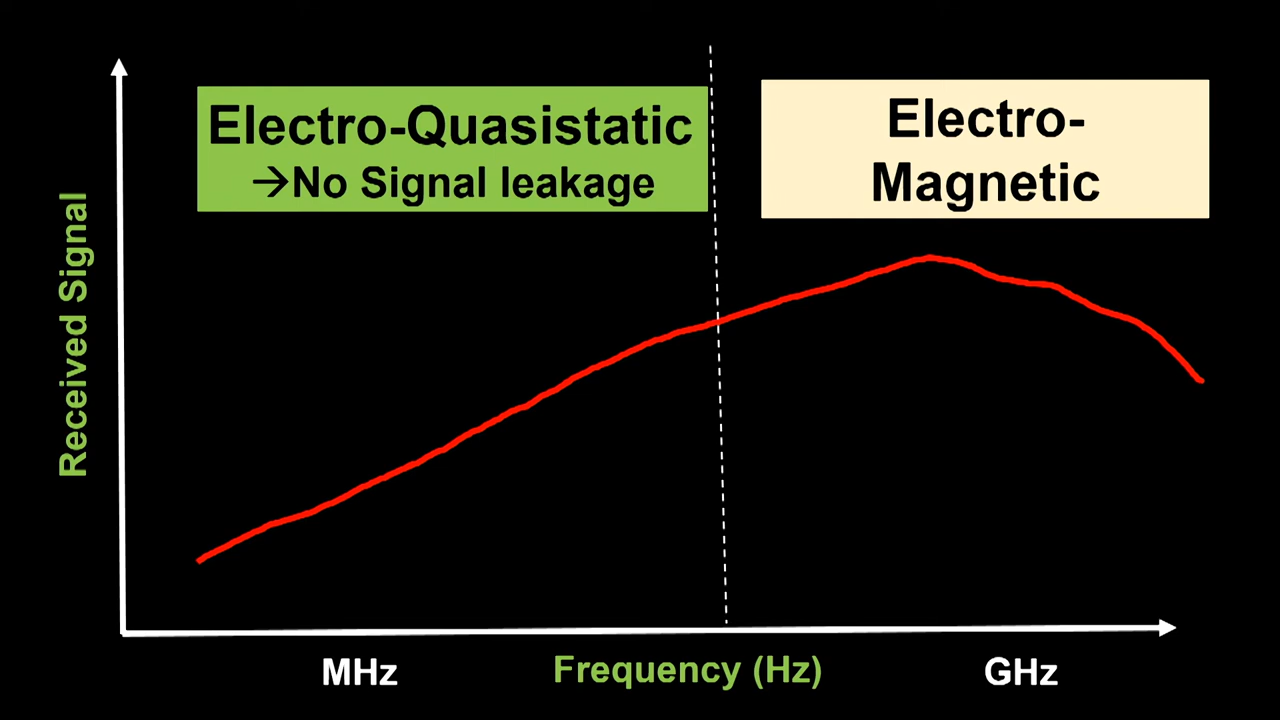 Electro-Quasistatic
→No Signal leakage
Electro-
Magnetic
Received Signal
MHz
Frequency (Hz)
GHz